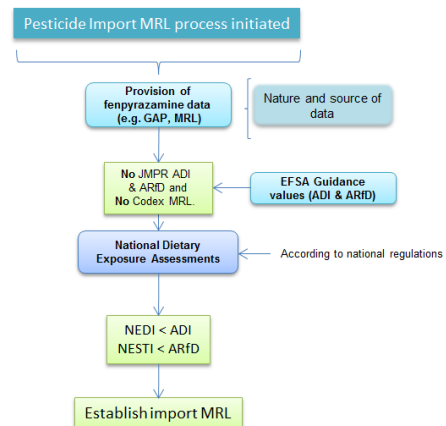 Pesticide Import MRL process initiated
Provision of
fenpyrazamine data
(e.g. GAP, MRL)
Nature and source of
data
No JMPR ADI
& ARfD and
No Codex MRL.
EFSA Guidance
values (ADI & ARfD)
National Dietary
Exposure Assessments
According to national regulations
NEDI < ADI
NESTI < ARfD
Establish import MRL